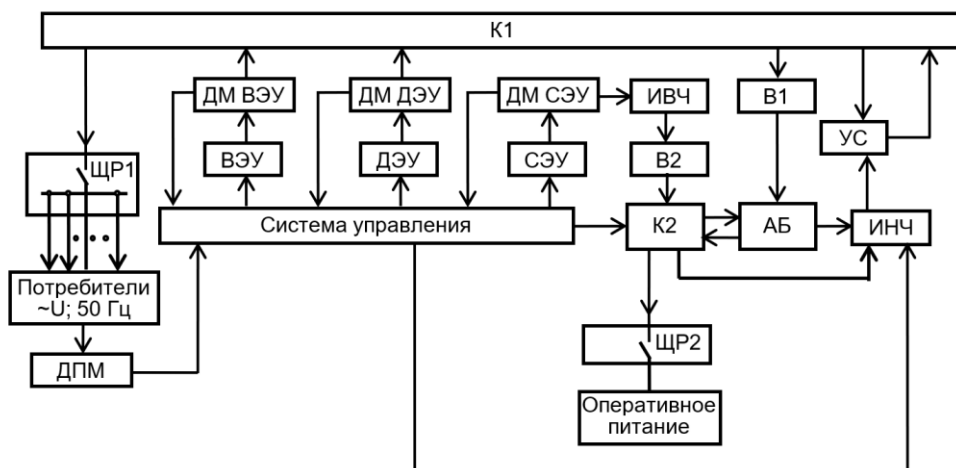 К1
ДМ ВЭУ
ДМ ДЭУ
ДМ СЭУ
ИВЧ
В1
УС
ЩР1
ВЭУ
ДЭУ
СЭУ
В2
Система управления
К2
АБ
ИНЧ
Потребители
~U; 50 Гц
ДПМ
ЩР2
Оперативное
питание